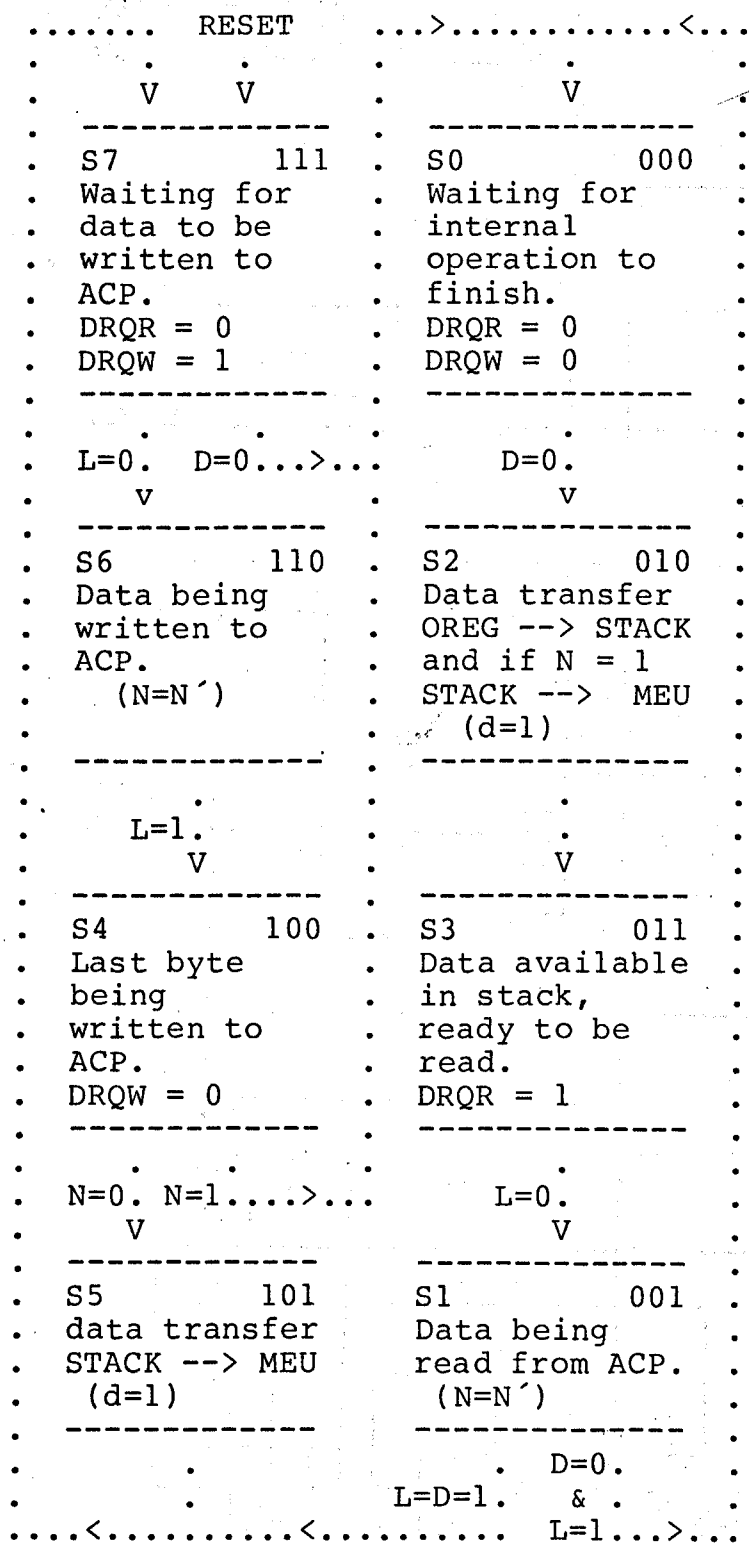 ....... RESET     ...>.............<...
.      .     .        .           .          .
.      V     V        .           V          .
.  -------------   .  --------------  .
.  S7        111   .  S0         000  .
.  Waiting for     .  Waiting for     .
.  data to be      .  internal        .
.  written to      .  operation to    .
.  ACP.            .  finish.         .
.  DRQR = 0        .  DRQR = 0        .
.  DRQW = 1        .  DRQW = 0        .
.  -------------   .  --------------  .
.      .      .       .           .          .
.  L=0.  D=0...>...      D=0.         .
.     v            .         v        .
.  -------------   .  --------------  .
.  S6        110   .  S2         010  .
.  Data being      .  Data transfer   .
.  written to      .  OREG --> STACK  .
.  ACP.            .  and if N = 1    .
.    (N=N´)        .  STACK -->  MEU  .
.                  .    (d=1)         .
.  -------------   .  --------------  .
.        .         .         .        .
.     L=1.         .         .        .
.        V         .         V        .
.  -------------   .  --------------  .
.  S4        100   .  S3         011  .
.  Last byte       .  Data available  .
.  being           .  in stack,       .
.  written to      .  ready to be     .
.  ACP.            .  read.           .
.  DRQW = 0        .  DRQR = 1        .
.  -------------   .  --------------  .
.     .    .       .         .        .
.  N=0. N=1....>...      L=0.         .
.     V                      V        .
.  -------------      --------------  .
.  S5        101      S1         001  .
.  data transfer      Data being      .
.  STACK --> MEU      read from ACP.  .
.   (d=1)              (N=N´)         .
.  -------------      --------------  .
.        .                 .  D=0.    .
.        .           L=D=1.   &  .    .
....<..........<...........  L=1...>...